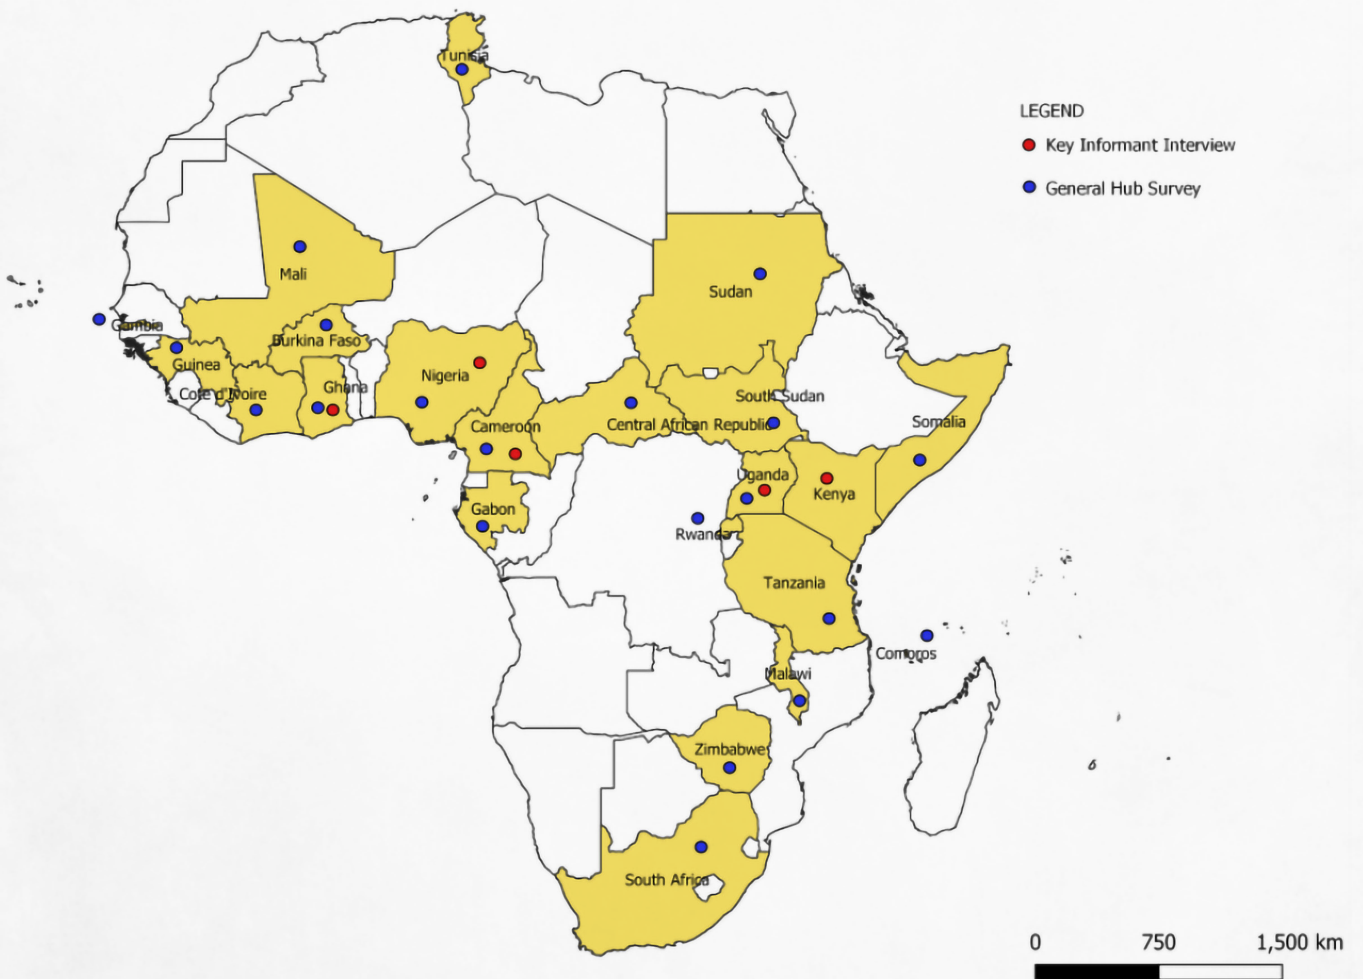 Tunisia
LEGEND
Key Informant Interview
General Hub Survey
Mali
Sudan
Gambia
Burkina Faso
Guinea
Nigeria
Cote d'Ivoire
Ghana
South Sudan
Cameroon
Central African Republic
Somalia
Uganda
Kenya
Gabon
Rwanda
Tanzania
Comoros
Malawi
Zimbabwe
South Africa
0 750 1,500 km